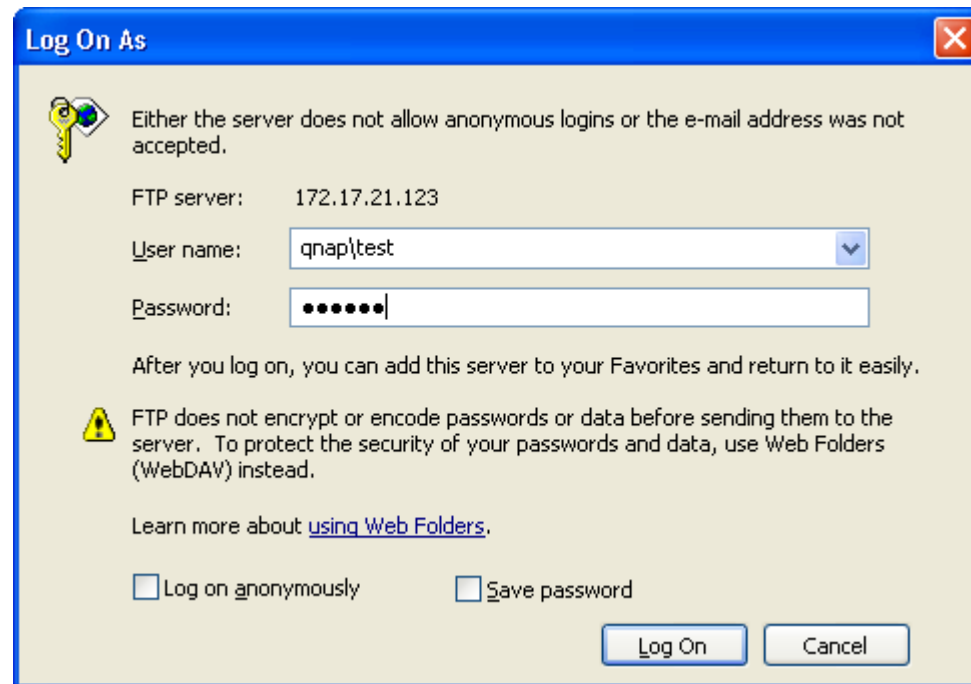 Log On As
Either the server does not allow anonymous logins or the e-mail address was not
accepted.
FTP server: 172.17.21.123
User name: qnap\test
Password: ●●●●●●
After you log on, you can add this server to your Favorites and return to it easily.
FTP does not encrypt or encode passwords or data before sending them to the
server. To protect the security of your passwords and data, use Web Folders
(WebDAV) instead.
Learn more about using Web Folders.
Log on anonymously Save password
Log On Cancel